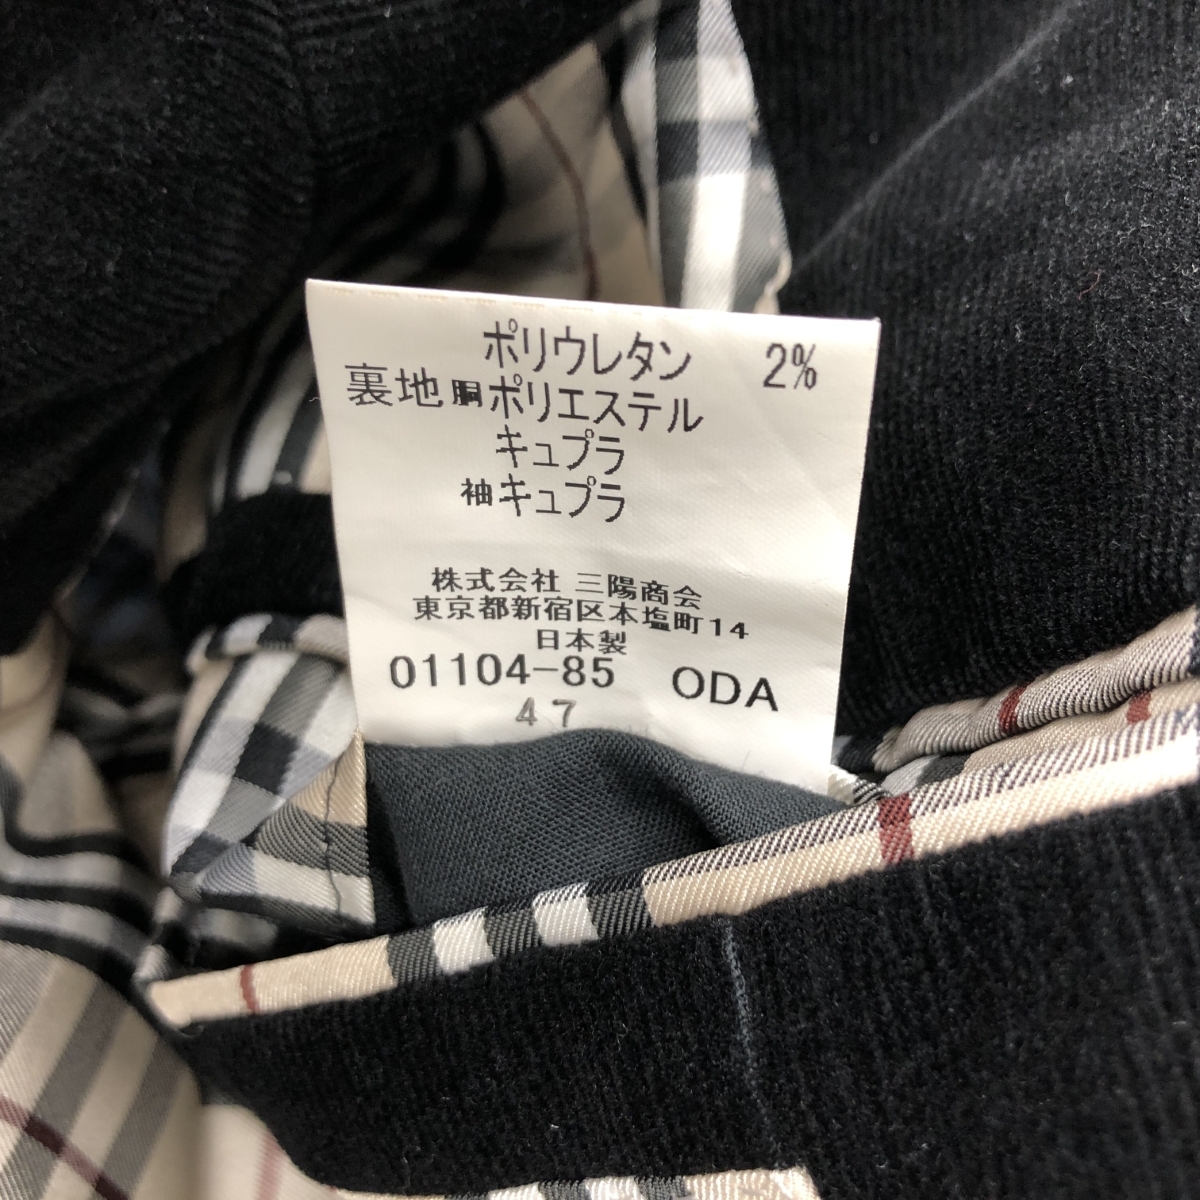 ポリウレタン 2%
裏地 胴ポリエステル
キュプラ
袖キュプラ
株式会社 三陽商会
東京都新宿区本塩町14
日本製
01104-85 ODA
47